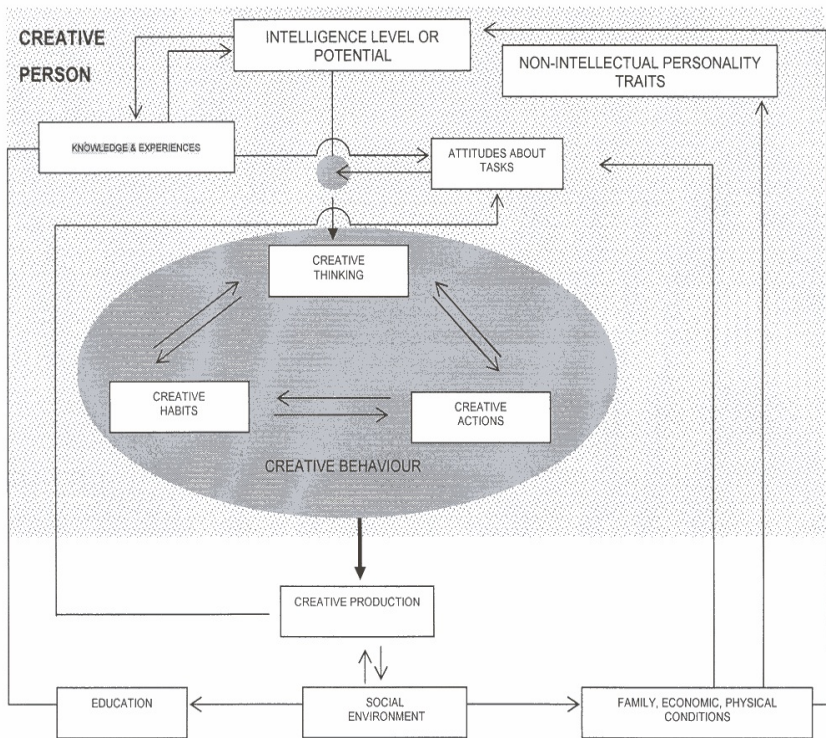 CREATIVE
PERSON
INTELLIGENCE LEVEL OR
POTENTIAL
NON-INTELLECTUAL PERSONALITY
TRAITS
KNOWLEDGE & EXPERIENCES
ATTITUDES ABOUT
TASKS
CREATIVE
THINKING
CREATIVE
HABITS
CREATIVE
ACTIONS
CREATIVE BEHAVIOUR
CREATIVE PRODUCTION
EDUCATION
SOCIAL
ENVIRONMENT
FAMILY, ECONOMIC, PHYSICAL
CONDITIONS